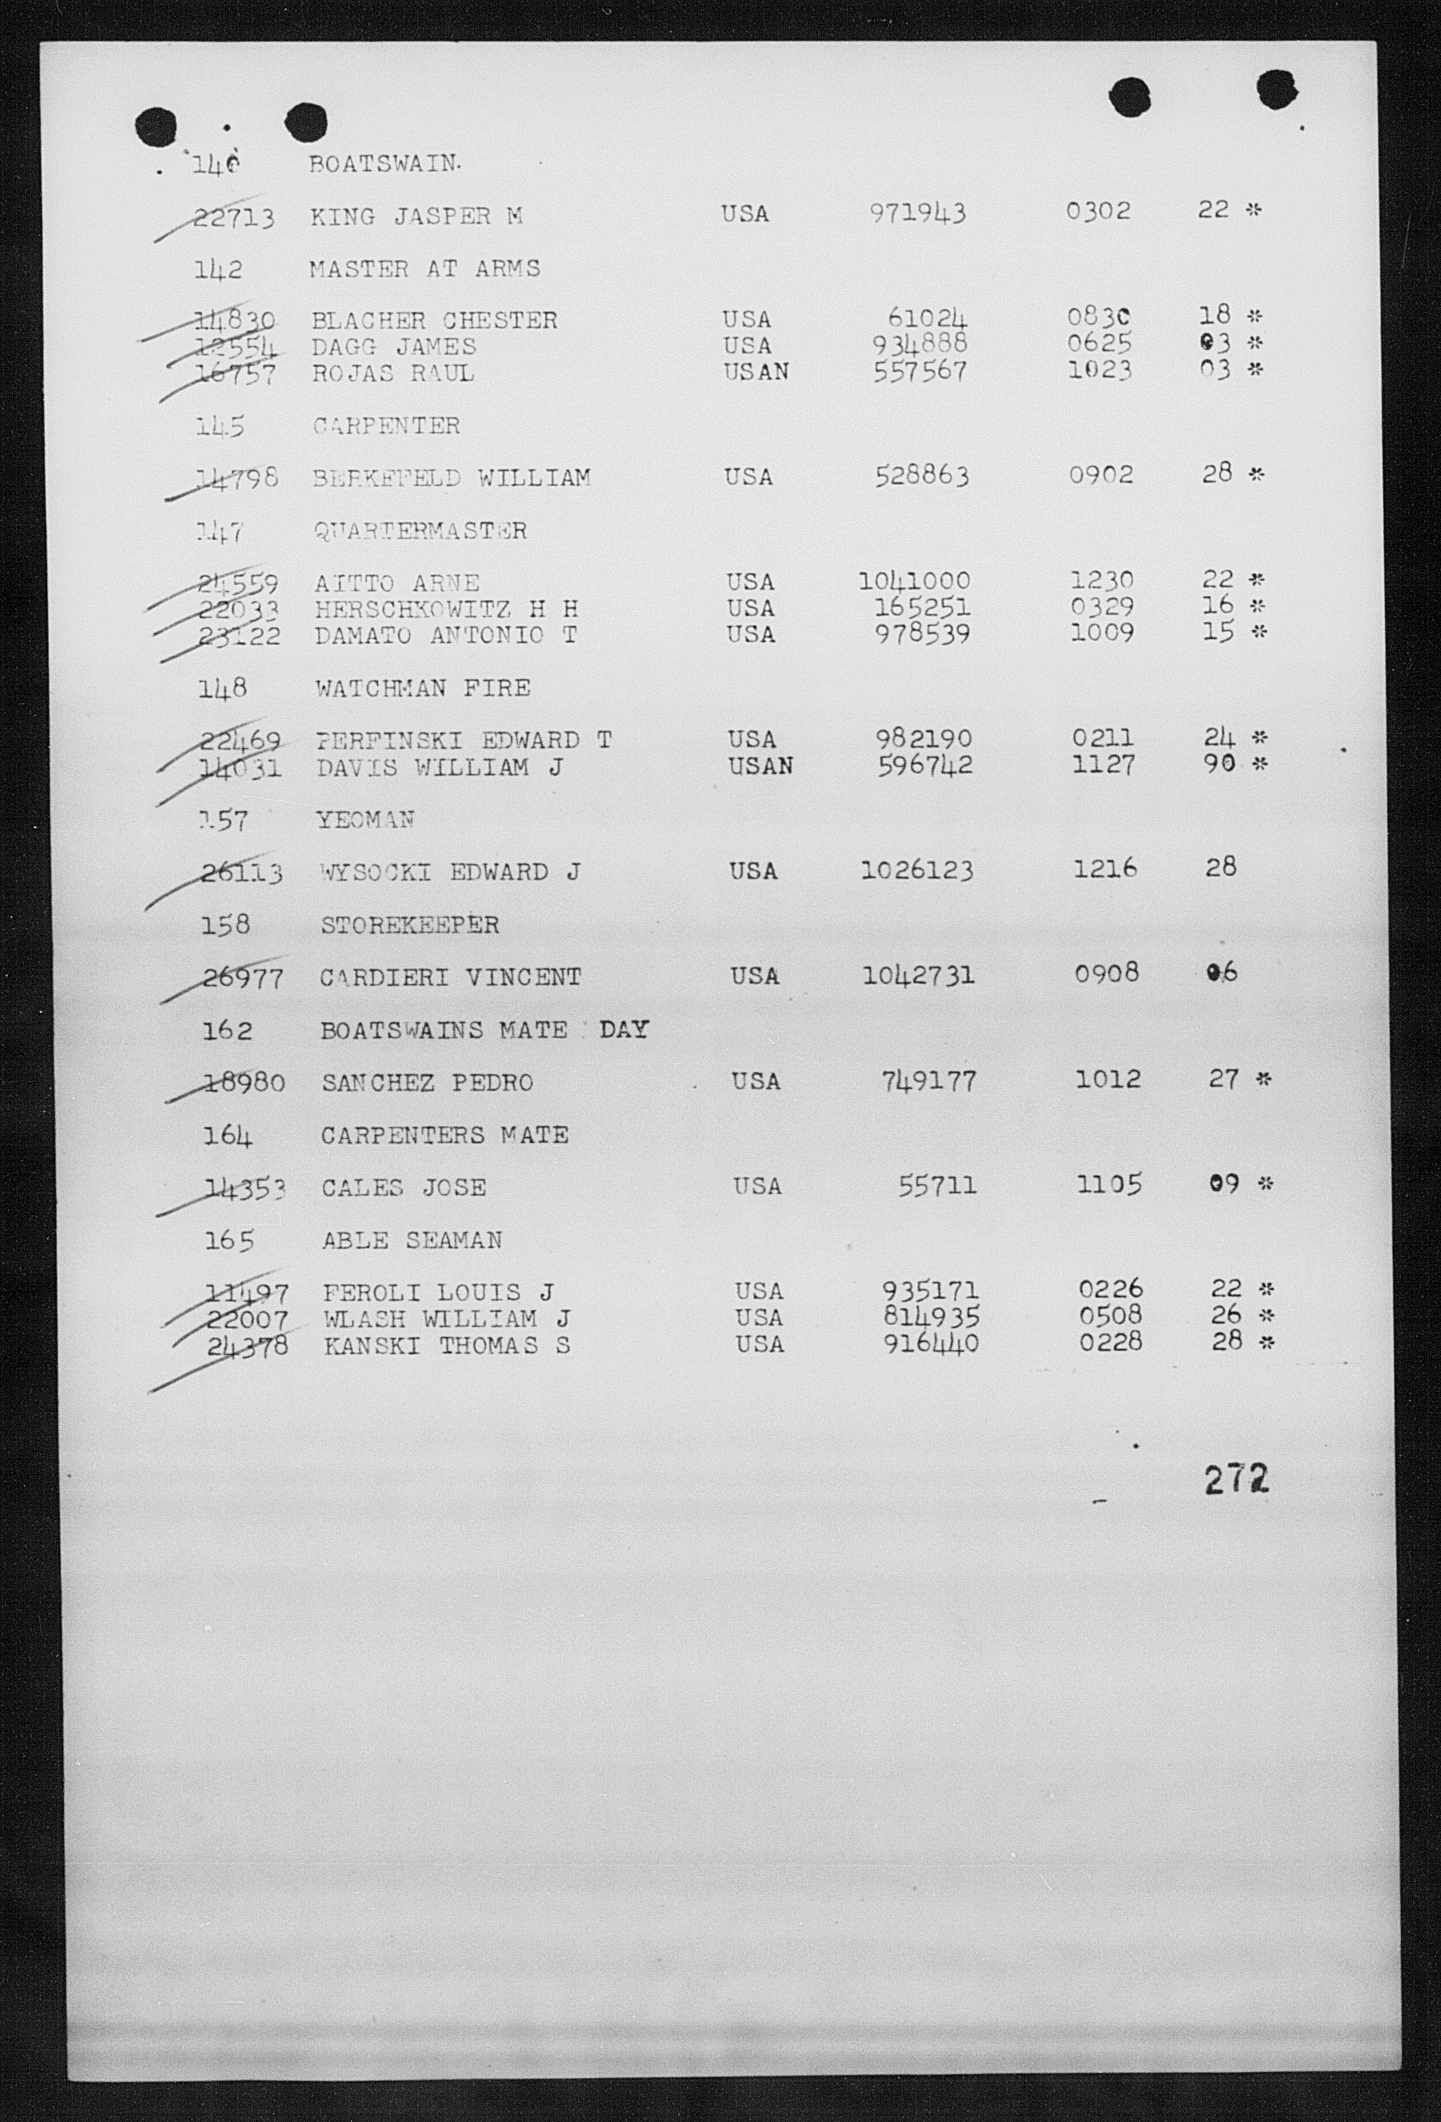 140 BOATSWAIN.
22713 KING JASPER M USA 971943 0302 22 *
142 MASTER AT ARMS
14830 BLACHER CHESTER USA 61024 0830 18 *
12554 DAGG JAMES USA 934888 0625 03 *
16757 ROJAS RAUL USAN 557567 1023 03 *
145 CARPENTER
14798 BERKEFELD WILLIAM USA 528863 0902 28 *
147 QUARTERMASTER
24559 AITTO ARNE USA 1041000 1230 22 *
22033 HERSCHKOWITZ H H USA 165251 0329 16 *
23122 DAMATO ANTONIO T USA 978539 1009 15 *
148 WATCHMAN FIRE
22469 PERFINSKI EDWARD T USA 982190 0211 24 *
14031 DAVIS WILLIAM J USAN 596742 1127 90 *
157 YEOMAN
26113 WYSOCKI EDWARD J USA 1026123 1216 28
158 STOREKEEPER
26977 CARDIERI VINCENT USA 1042731 0908 06
162 BOATSWAINS MATE DAY
18980 SANCHEZ PEDRO USA 749177 1012 27 *
164 CARPENTERS MATE
14353 CALES JOSE USA 55711 1105 09 *
165 ABLE SEAMAN
11497 FEROLI LOUIS J USA 935171 0226 22 *
22007 WLASH WILLIAM J USA 814935 0508 26 *
24378 KANSKI THOMAS S USA 916440 0228 28 *
272